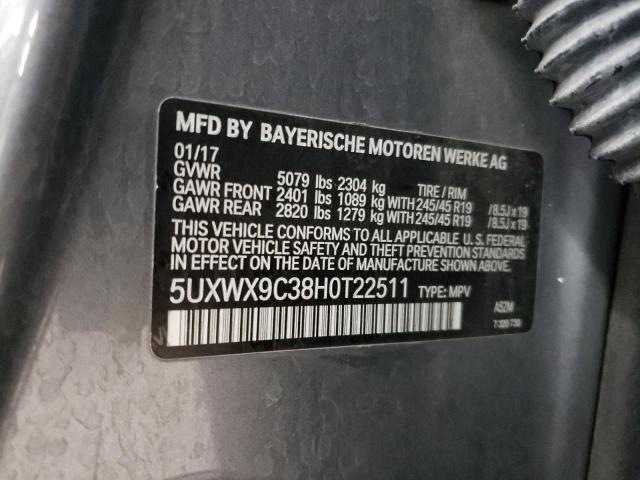 MFD BY BAYERISCHE MOTOREN WERKE AG
01/17
GVWR 5079 lbs 2304 kg TIRE / RIM
GAWR FRONT 2401 lbs 1089 kg WITH 245/45 R19 /8.5J x 19
GAWR REAR 2820 lbs 1279 kg WITH 245/45 R19 /8.5J x 19
THIS VEHICLE CONFORMS TO ALL APPLICABLE U.S. FEDERAL
MOTOR VEHICLE SAFETY AND THEFT PREVENTION STANDARDS
IN EFFECT ON THE DATE OF MANUFACTURE SHOWN ABOVE.
5UXWX9C38H0T22511 TYPE: MPV
A52M